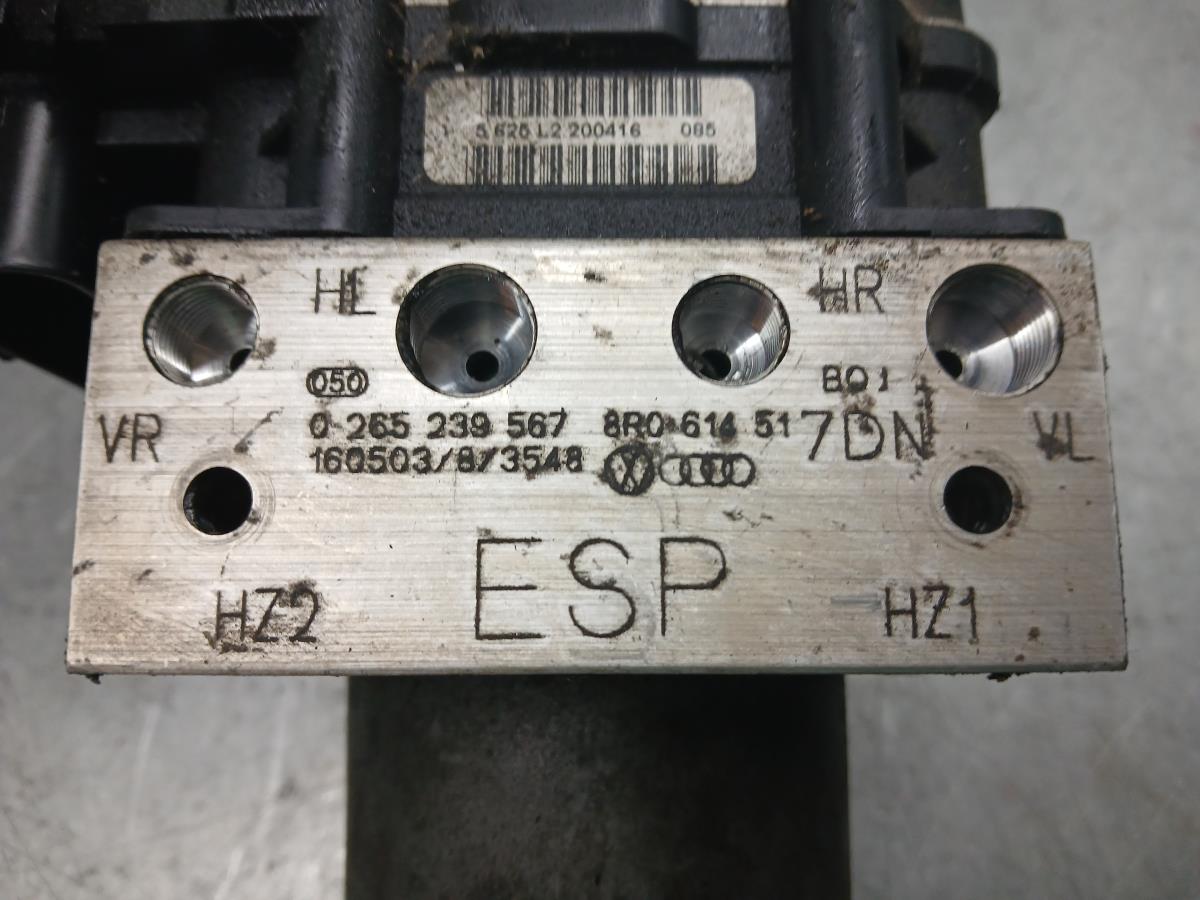 5 625 L2 200416 085
HL HR
050 BQ1
VR 0 265 239 567 8R0 614 517DN VL
160503/8/3548
ESP
HZ2 HZ1